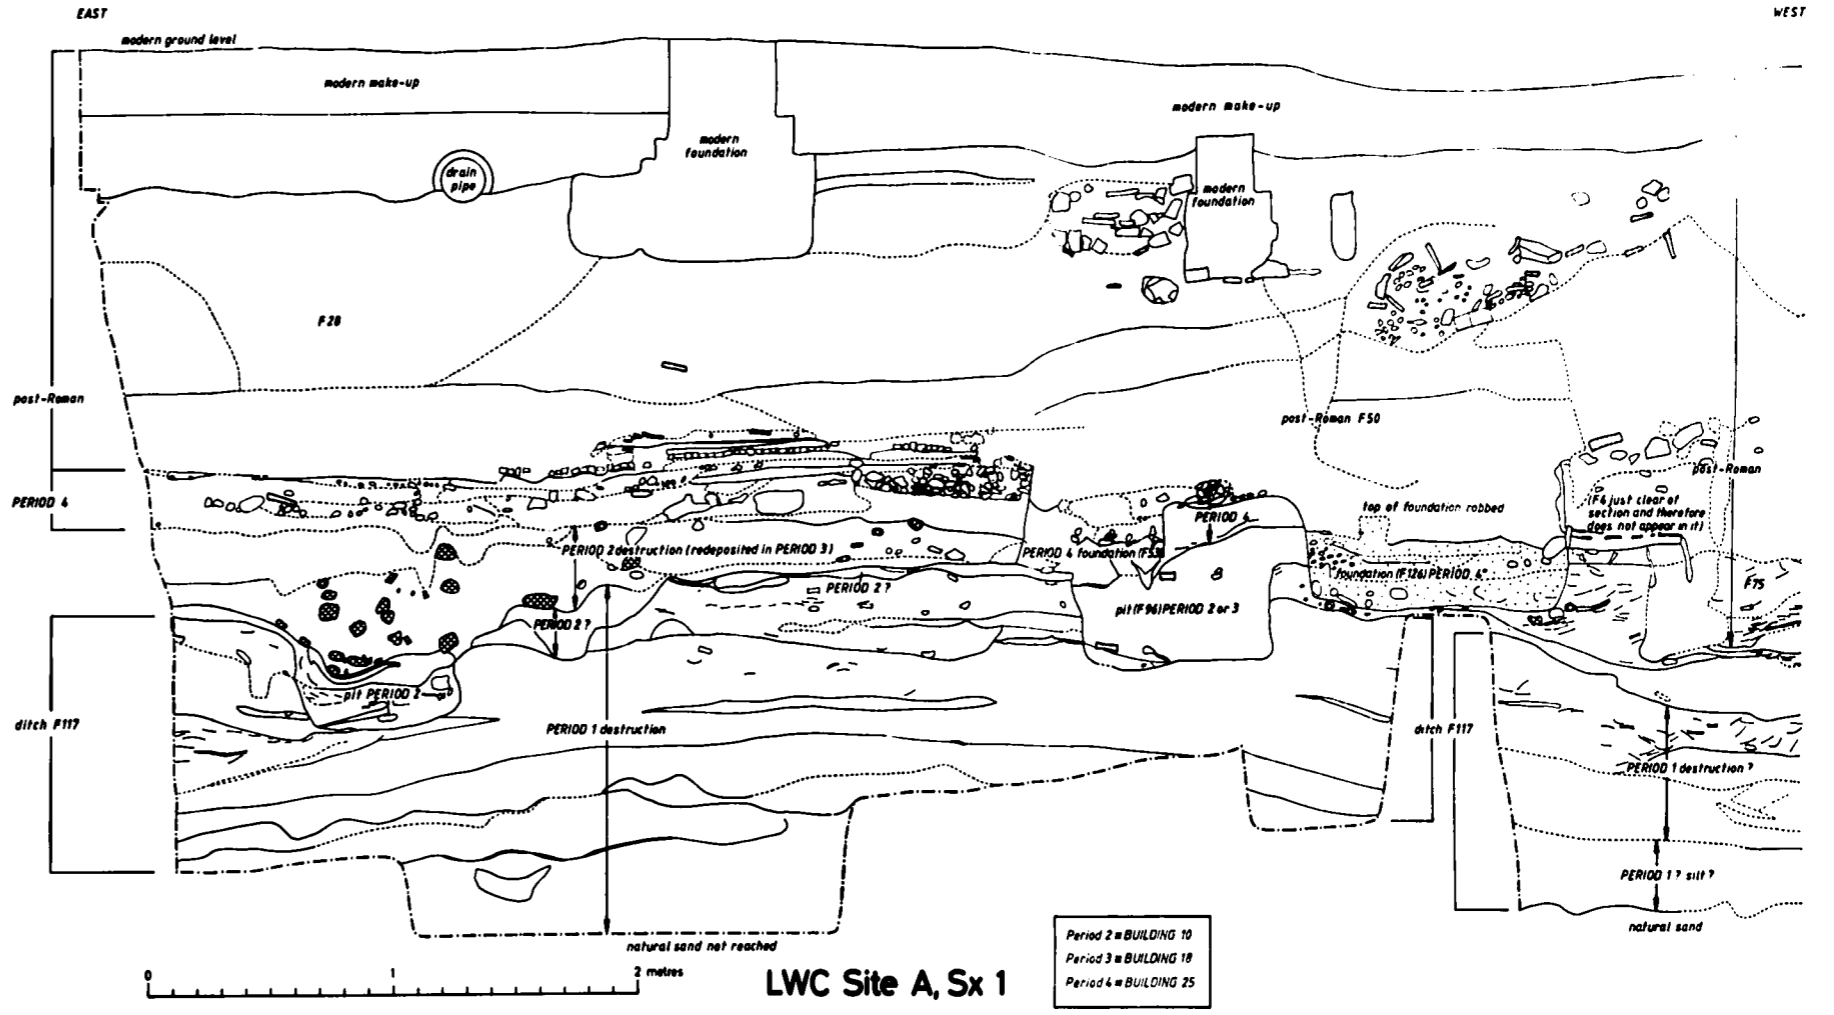 EAST
WEST
modern ground level
modern make-up
modern make-up
modern
foundation
drain
pipe
modern
foundation
F28
post-Roman
post-Roman F50
post-Roman
PERIOD 4
top of foundation robbed
(F6 just clear of
section and therefore
does not appear in it)
PERIOD 4
PERIOD 2 destruction (redeposited in PERIOD 3)
PERIOD 4 foundation (F53)
foundation (F126) PERIOD 4
PERIOD 2 ?
F75
pit (F96) PERIOD 2 or 3
PERIOD 2 ?
pit PERIOD 2
ditch F117
PERIOD 1 destruction
ditch F117
PERIOD 1 destruction ?
PERIOD 1 ? silt ?
natural sand
natural sand not reached
0 1 2 metres
LWC Site A, Sx 1
Period 2 = BUILDING 10
Period 3 = BUILDING 18
Period 4 = BUILDING 25